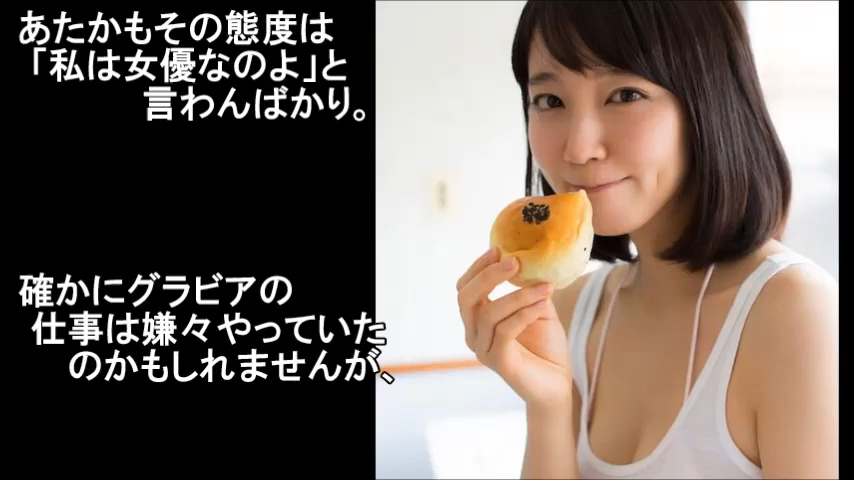 あたかもその態度は
「私は女優なのよ」と
言わんばかり。
確かにグラビアの
仕事は嫌々やっていた
のかもしれませんが、